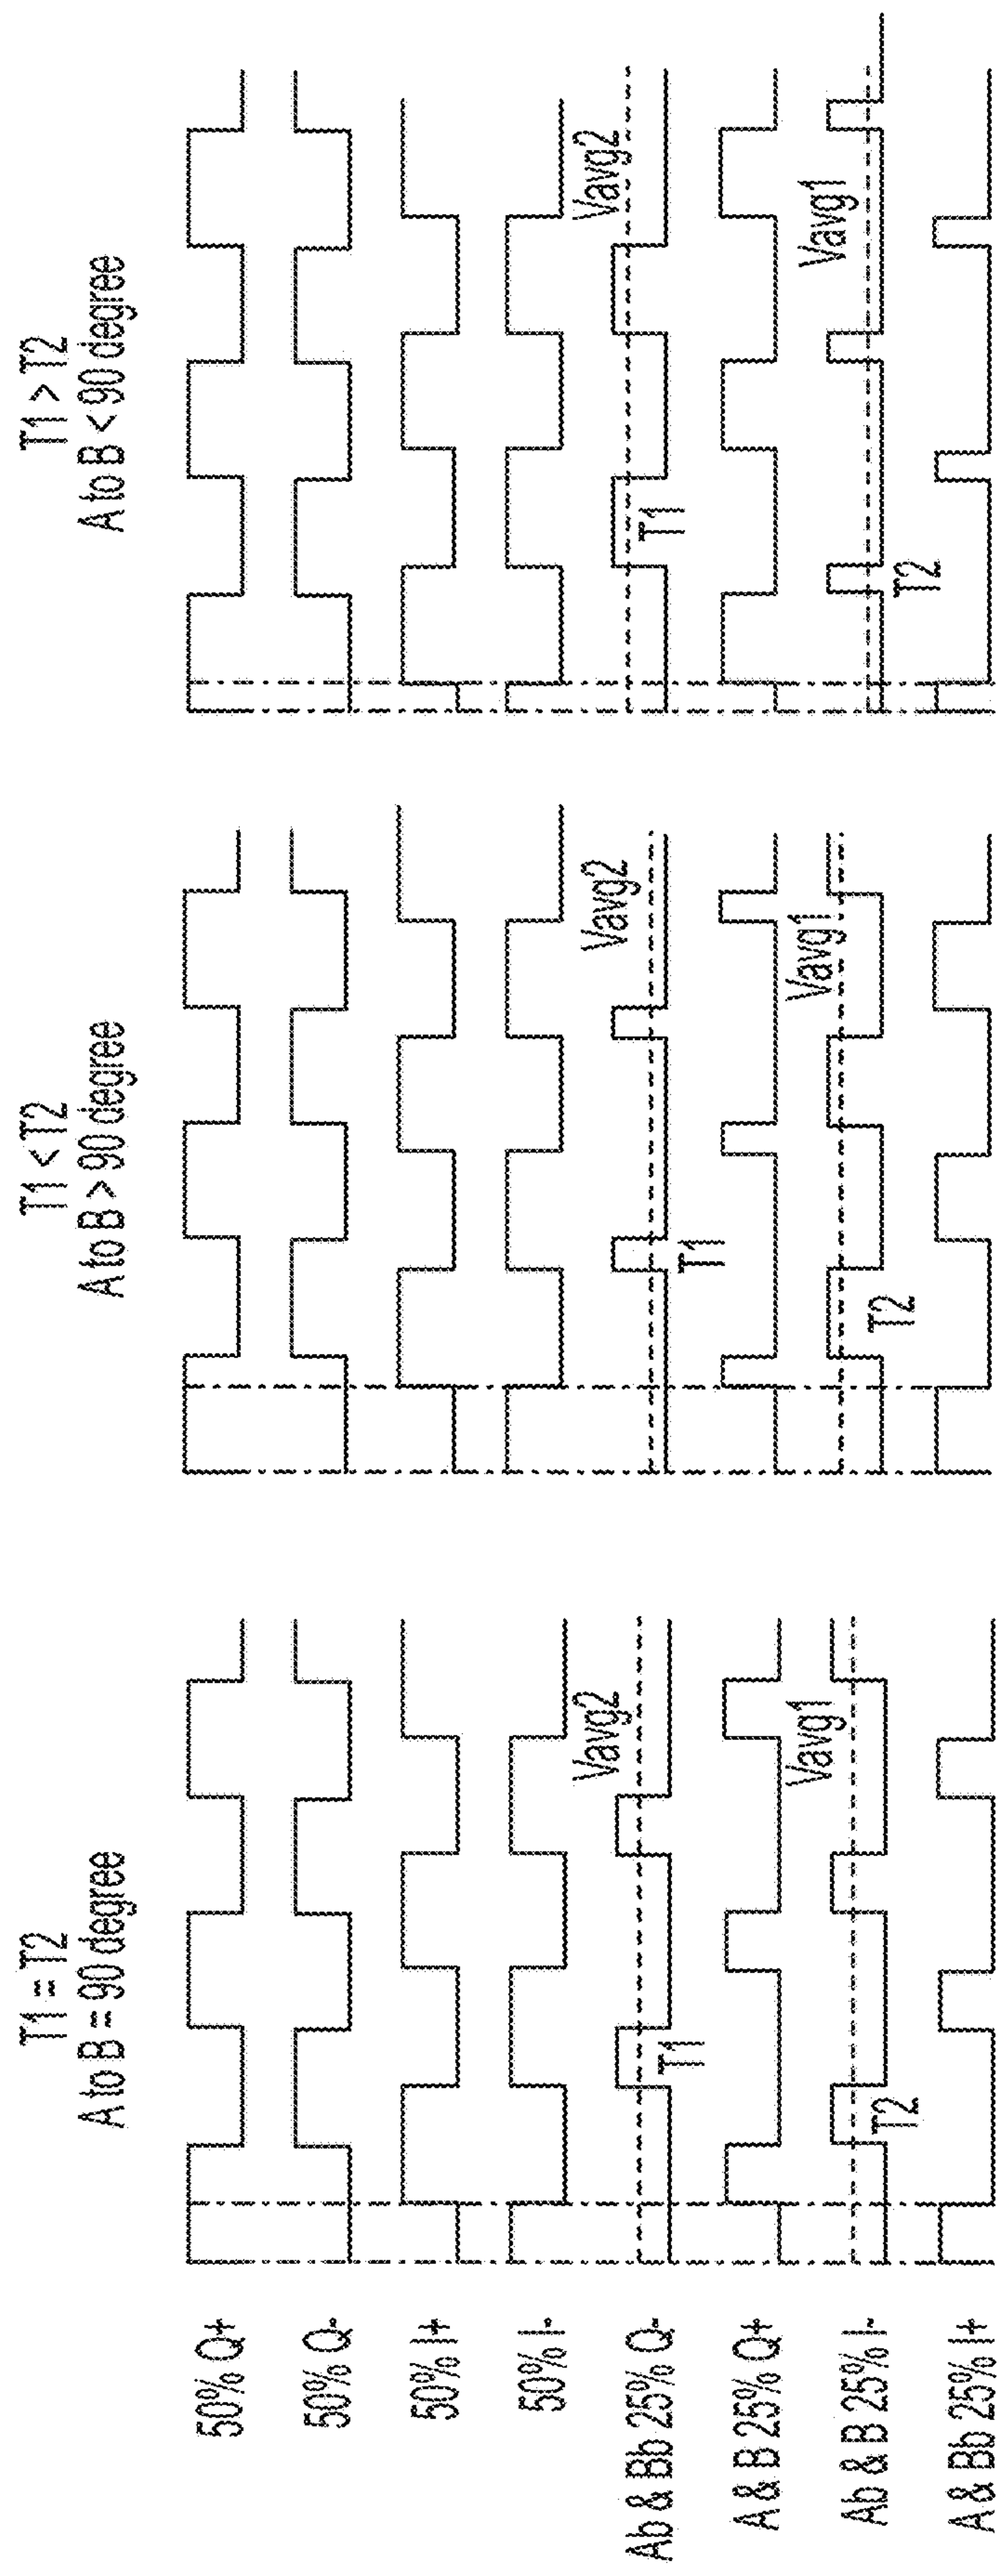 T1 = T2
A to B = 90 degree
T1 < T2
A to B > 90 degree
T1 > T2
A to B < 90 degree
50% Q+
50% Q-
50% I+
50% I-
Ab & Bb 25% Q-
T1
Vavg2
T1
Vavg2
T1
Vavg2
A & B 25% Q+
Ab & B 25% I-
T2
Vavg1
T2
Vavg1
T2
Vavg1
A & Bb 25% I+